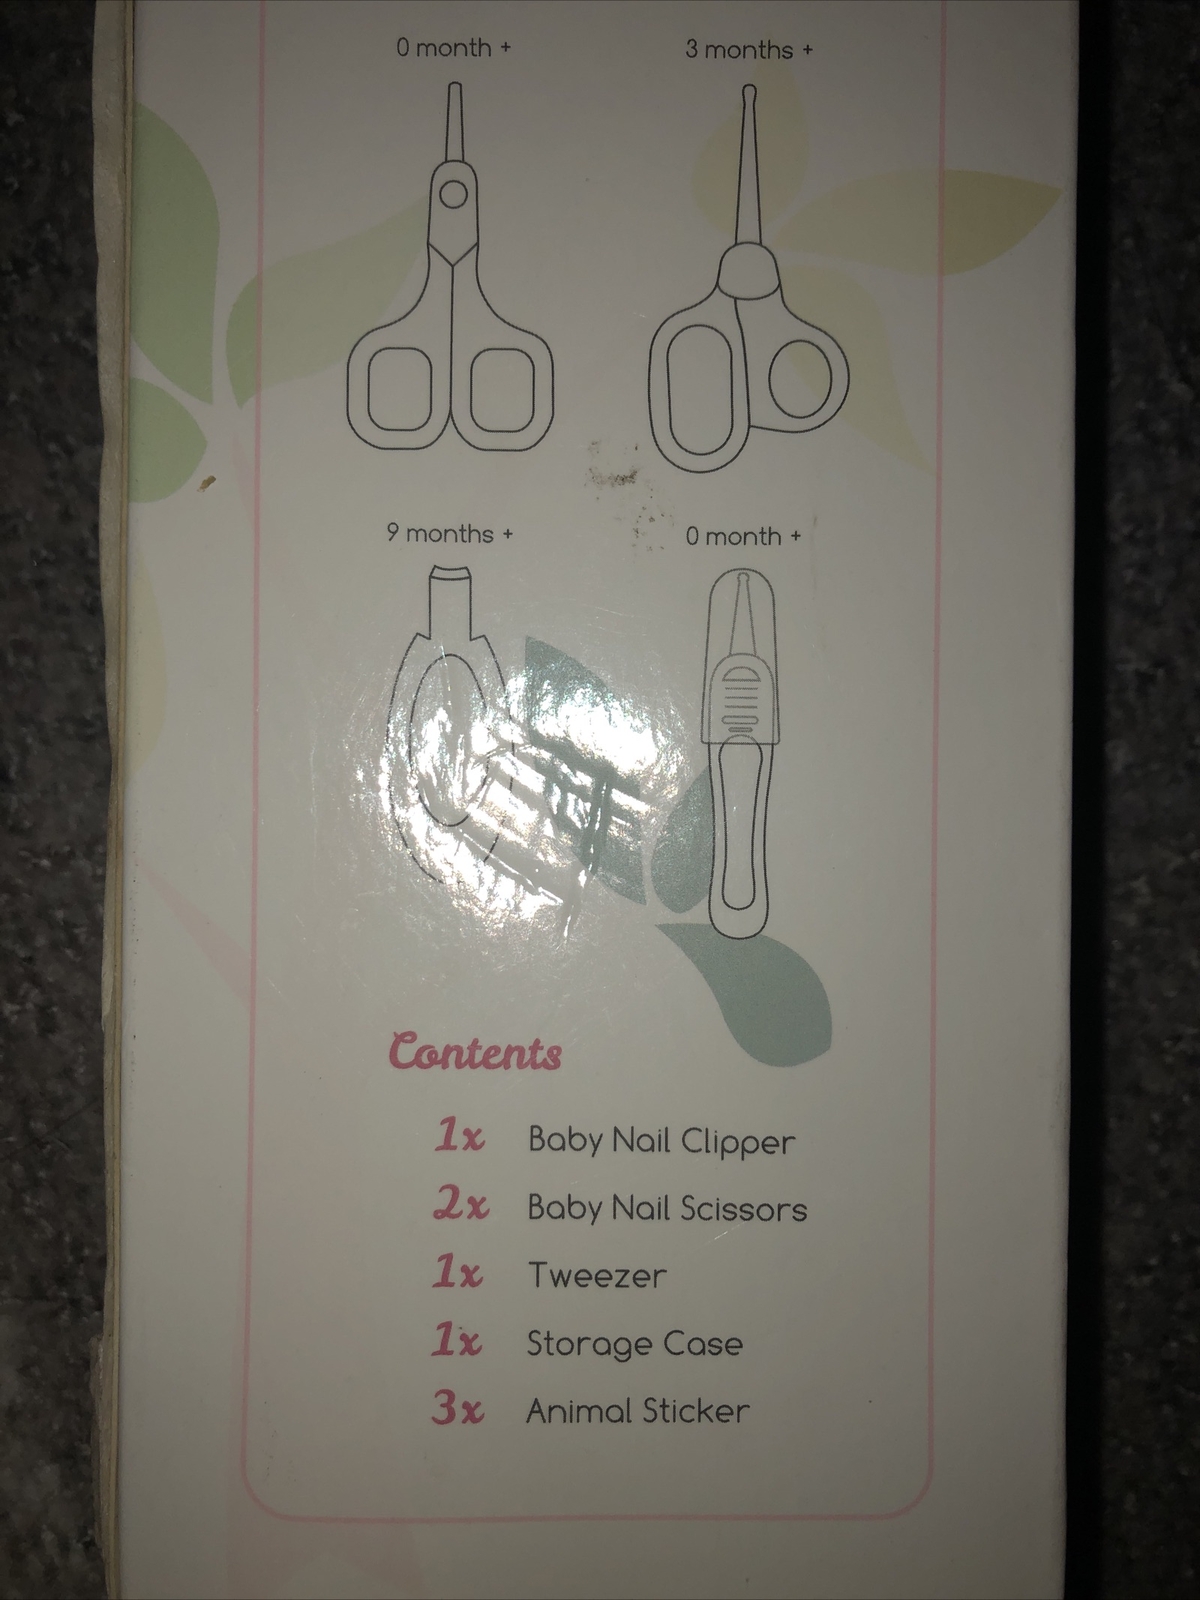 0 month +
3 months +
9 months +
0 month +
Contents
1x Baby Nail Clipper
2x Baby Nail Scissors
1x Tweezer
1x Storage Case
3x Animal Sticker